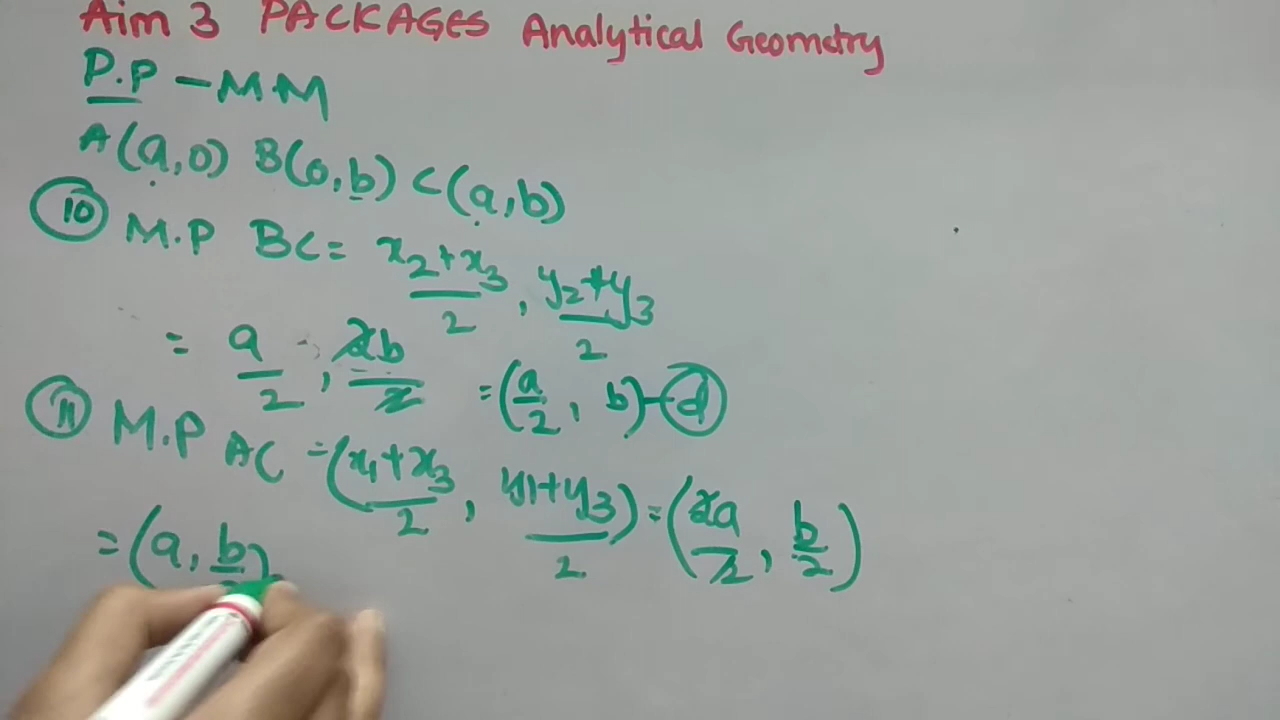 Aim 3 PACKAGES Analytical Geometry
P.P - M.M
A(a,0) B(0,b) C(a,b)
10 M.P BC = x2+x3/2 , y2+y3/2
= a/2 , 2b/2 = (a/2 , b) - d
11 M.P AC = (x1+x3/2 , y1+y3/2) = (2a/2 , b/2)
= (a, b/2)